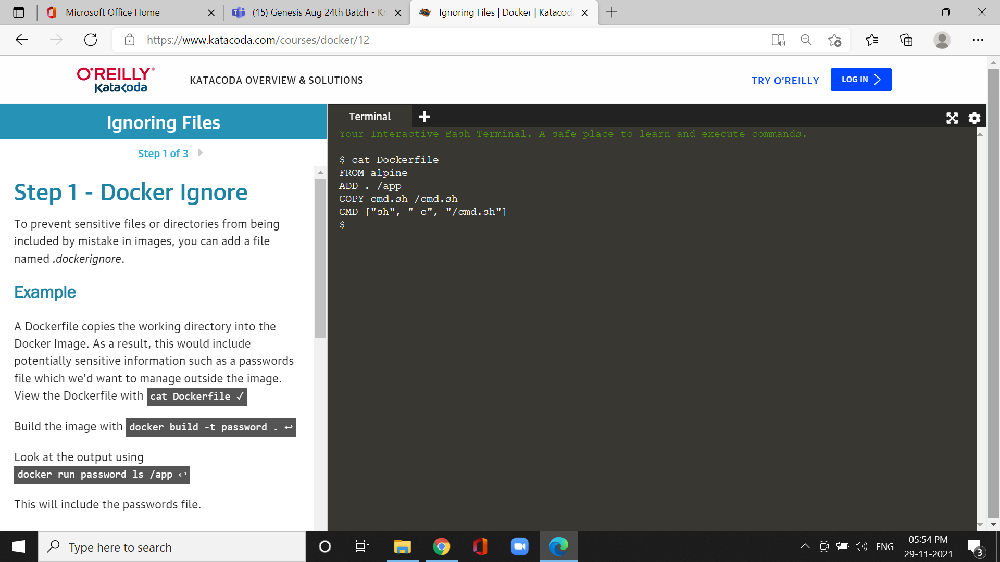 Microsoft Office Home
(15) Genesis Aug 24th Batch - Kn
Ignoring Files | Docker | Katacoda
https://www.katacoda.com/courses/docker/12
O'REILLY®
Katacoda
KATACODA OVERVIEW & SOLUTIONS
TRY O'REILLY
LOG IN
Ignoring Files
Step 1 of 3
Step 1 - Docker Ignore
To prevent sensitive files or directories from being
included by mistake in images, you can add a file
named .dockerignore.
Example
A Dockerfile copies the working directory into the
Docker Image. As a result, this would include
potentially sensitive information such as a passwords
file which we'd want to manage outside the image.
View the Dockerfile with cat Dockerfile ✓
Build the image with docker build -t password . ↩
Look at the output using
docker run password ls /app ↩
This will include the passwords file.
Terminal
Your Interactive Bash Terminal. A safe place to learn and execute commands.
$ cat Dockerfile
FROM alpine
ADD . /app
COPY cmd.sh /cmd.sh
CMD ["sh", "-c", "/cmd.sh"]
$
Type here to search
ENG
05:54 PM
29-11-2021
3